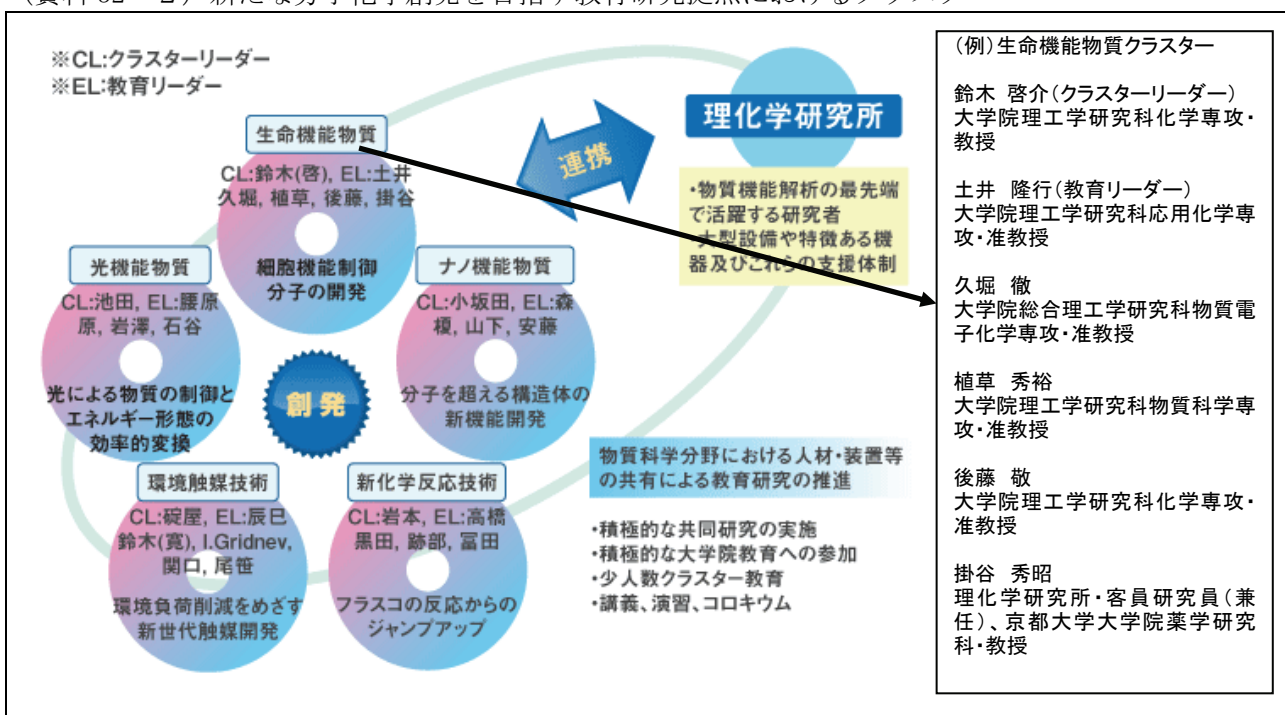 ※CL:クラスターリーダー
※EL:教育リーダー
生命機能物質
CL:鈴木(啓), EL:土井
久堀, 植草, 後藤, 掛谷
細胞機能制御
分子の開発
光機能物質
CL:池田, EL:腰原
原, 岩澤, 石谷
光による物質の制御と
エネルギー形態の
効率的変換
ナノ機能物質
CL:小坂田, EL:森
榎, 山下, 安藤
分子を超える構造体の
新機能開発
創発
環境触媒技術
CL:碇屋, EL:辰巳
鈴木(寛), I.Gridnev,
関口, 尾笹
環境負荷削減をめざす
新世代触媒開発
新化学反応技術
CL:岩本, EL:高橋
黒田, 跡部, 冨田
フラスコの反応からの
ジャンプアップ
連携
理化学研究所
・物質機能解析の最先端
で活躍する研究者
・大型設備や特徴ある機
器及びこれらの支援体制
物質科学分野における人材・装置等
の共有による教育研究の推進
・積極的な共同研究の実施
・積極的な大学院教育への参加
・少人数クラスター教育
・講義、演習、コロキウム
(例)生命機能物質クラスター
鈴木 啓介(クラスターリーダー)
大学院理工学研究科化学専攻・
教授
土井 隆行(教育リーダー)
大学院理工学研究科応用化学専
攻・准教授
久堀 徹
大学院総合理工学研究科物質電
子化学専攻・准教授
植草 秀裕
大学院理工学研究科物質科学専
攻・准教授
後藤 敬
大学院理工学研究科化学専攻・
准教授
掛谷 秀昭
理化学研究所・客員研究員(兼
任)、京都大学大学院薬学研究
科・教授